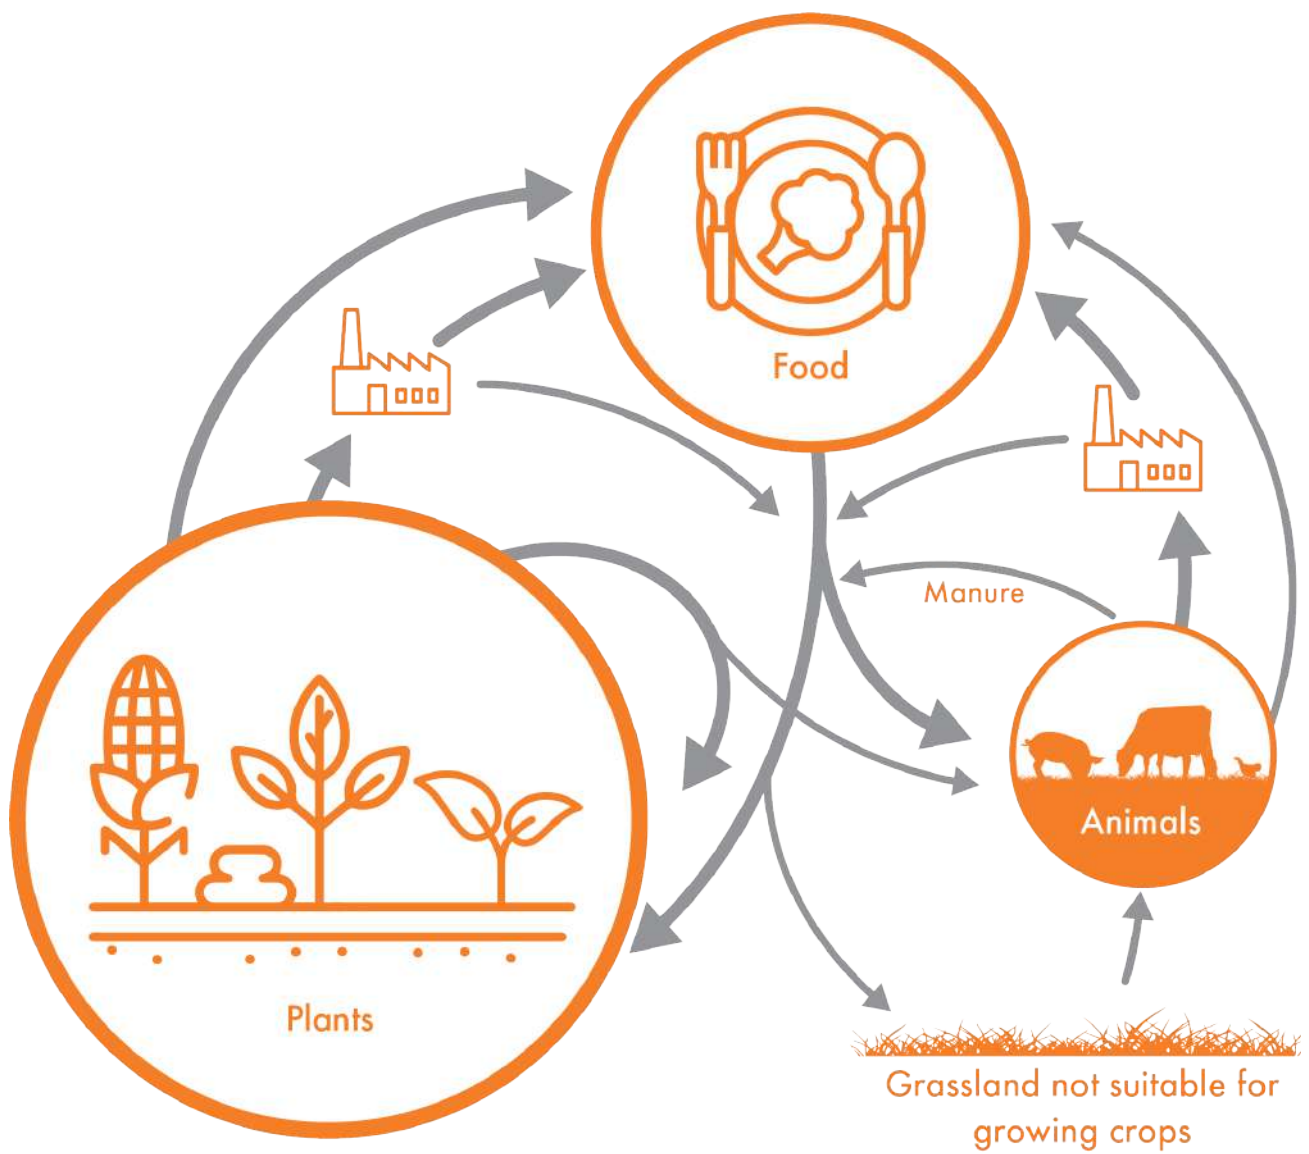 Food
Manure
Animals
Plants
Grassland not suitable for
growing crops